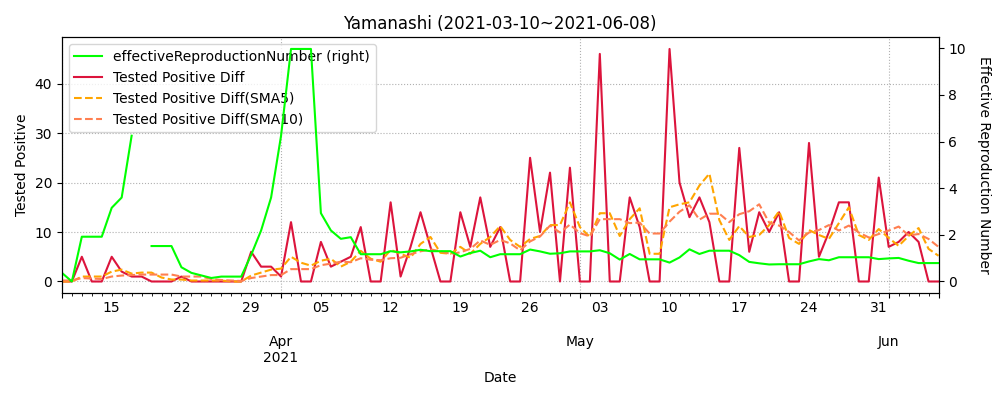 Yamanashi (2021-03-10~2021-06-08)
effectiveReproductionNumber (right)
Tested Positive Diff
Tested Positive Diff(SMA5)
Tested Positive Diff(SMA10)
Tested Positive
40
30
20
10
0
10
8
6
4
2
0
Effective Reproduction Number
15 22 29 05 12 19 26 03 10 17 24 31
Apr May Jun
2021
Date